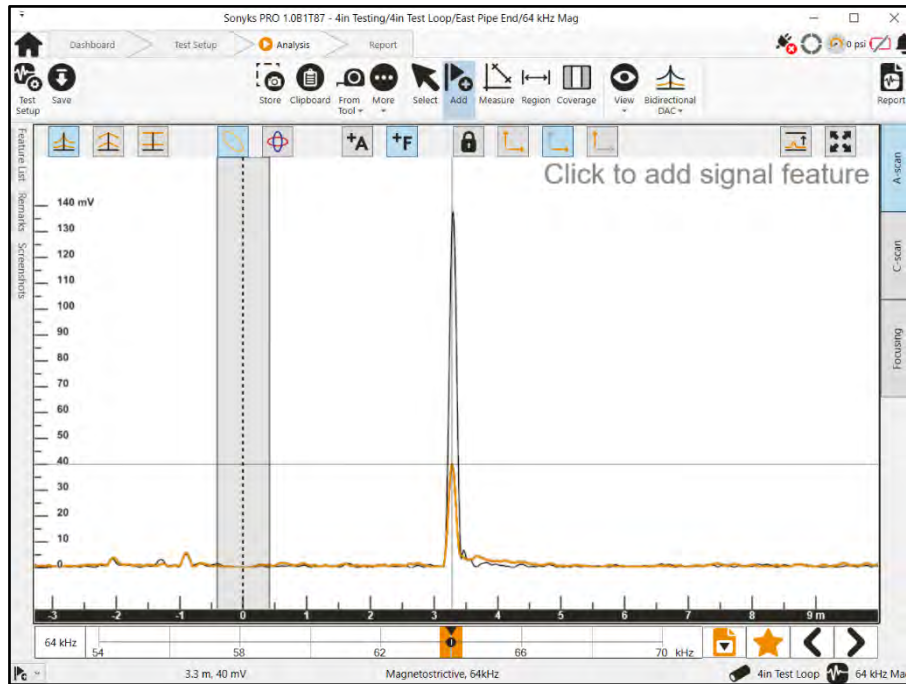 Sonyks PRO 1.0B1T87 - 4in Testing/4in Test Loop/East Pipe End/64 kHz Mag
Dashboard Test Setup Analysis Report
0 psi
Test Setup Save Store Clipboard From Tool More Select Add Measure Region Coverage View Bidirectional DAC Report
+A +F
Click to add signal feature
Feature List
Remarks
Screenshots
A-scan
C-scan
Focusing
140 mV
130
120
110
100
90
80
70
60
50
40
30
20
10
0
-3 -2 -1 0 1 2 3 4 5 6 7 8 9 m
64 kHz 54 58 62 66 70 kHz
3.3 m, 40 mV Magnetostrictive, 64kHz 4in Test Loop 64 kHz Mag